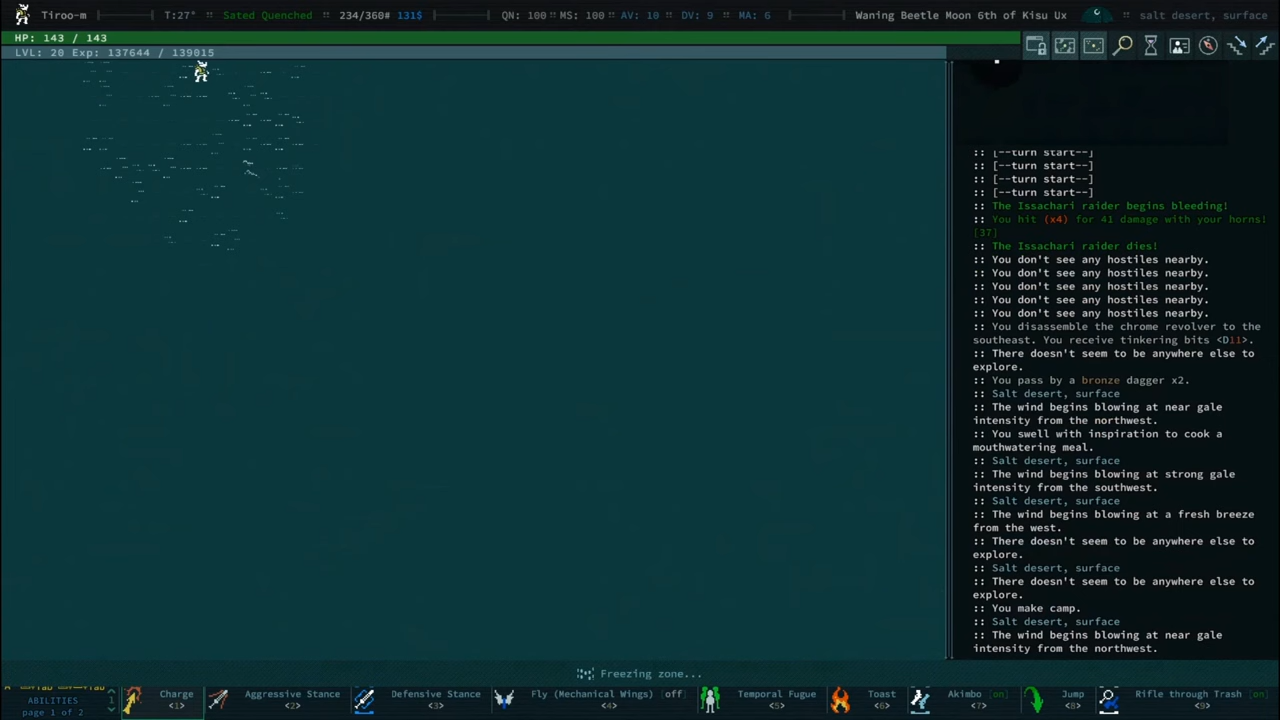 Tiroo-m T:27° :: Sated Quenched :: 234/360# 131$ QN: 100 :: MS: 100 :: AV: 10 :: DV: 9 :: MA: 6 Waning Beetle Moon 6th of Kisu Ux :: salt desert, surface
HP: 143 / 143
LVL: 20 Exp: 137644 / 139015
:: [--turn start--]
:: [--turn start--]
:: [--turn start--]
:: [--turn start--]
:: The Issachari raider begins bleeding!
:: You hit (x4) for 41 damage with your horns!
[37]
:: The Issachari raider dies!
:: You don't see any hostiles nearby.
:: You don't see any hostiles nearby.
:: You don't see any hostiles nearby.
:: You don't see any hostiles nearby.
:: You don't see any hostiles nearby.
:: You disassemble the chrome revolver to the
southeast. You receive tinkering bits <D11>.
:: There doesn't seem to be anywhere else to
explore.
:: You pass by a bronze dagger x2.
:: Salt desert, surface
:: The wind begins blowing at near gale
intensity from the northwest.
:: You swell with inspiration to cook a
mouthwatering meal.
:: Salt desert, surface
:: The wind begins blowing at strong gale
intensity from the southwest.
:: Salt desert, surface
:: The wind begins blowing at a fresh breeze
from the west.
:: There doesn't seem to be anywhere else to
explore.
:: Salt desert, surface
:: There doesn't seem to be anywhere else to
explore.
:: You make camp.
:: Salt desert, surface
:: The wind begins blowing at near gale
intensity from the northwest.
Freezing zone...
ABILITIES
page 1 of 2
1
Charge
<1>
Aggressive Stance
<2>
Defensive Stance
<3>
Fly (Mechanical Wings) [off]
<4>
Temporal Fugue
<5>
Toast
<6>
Akimbo [on]
<7>
Jump
<8>
Rifle through Trash [on]
<9>